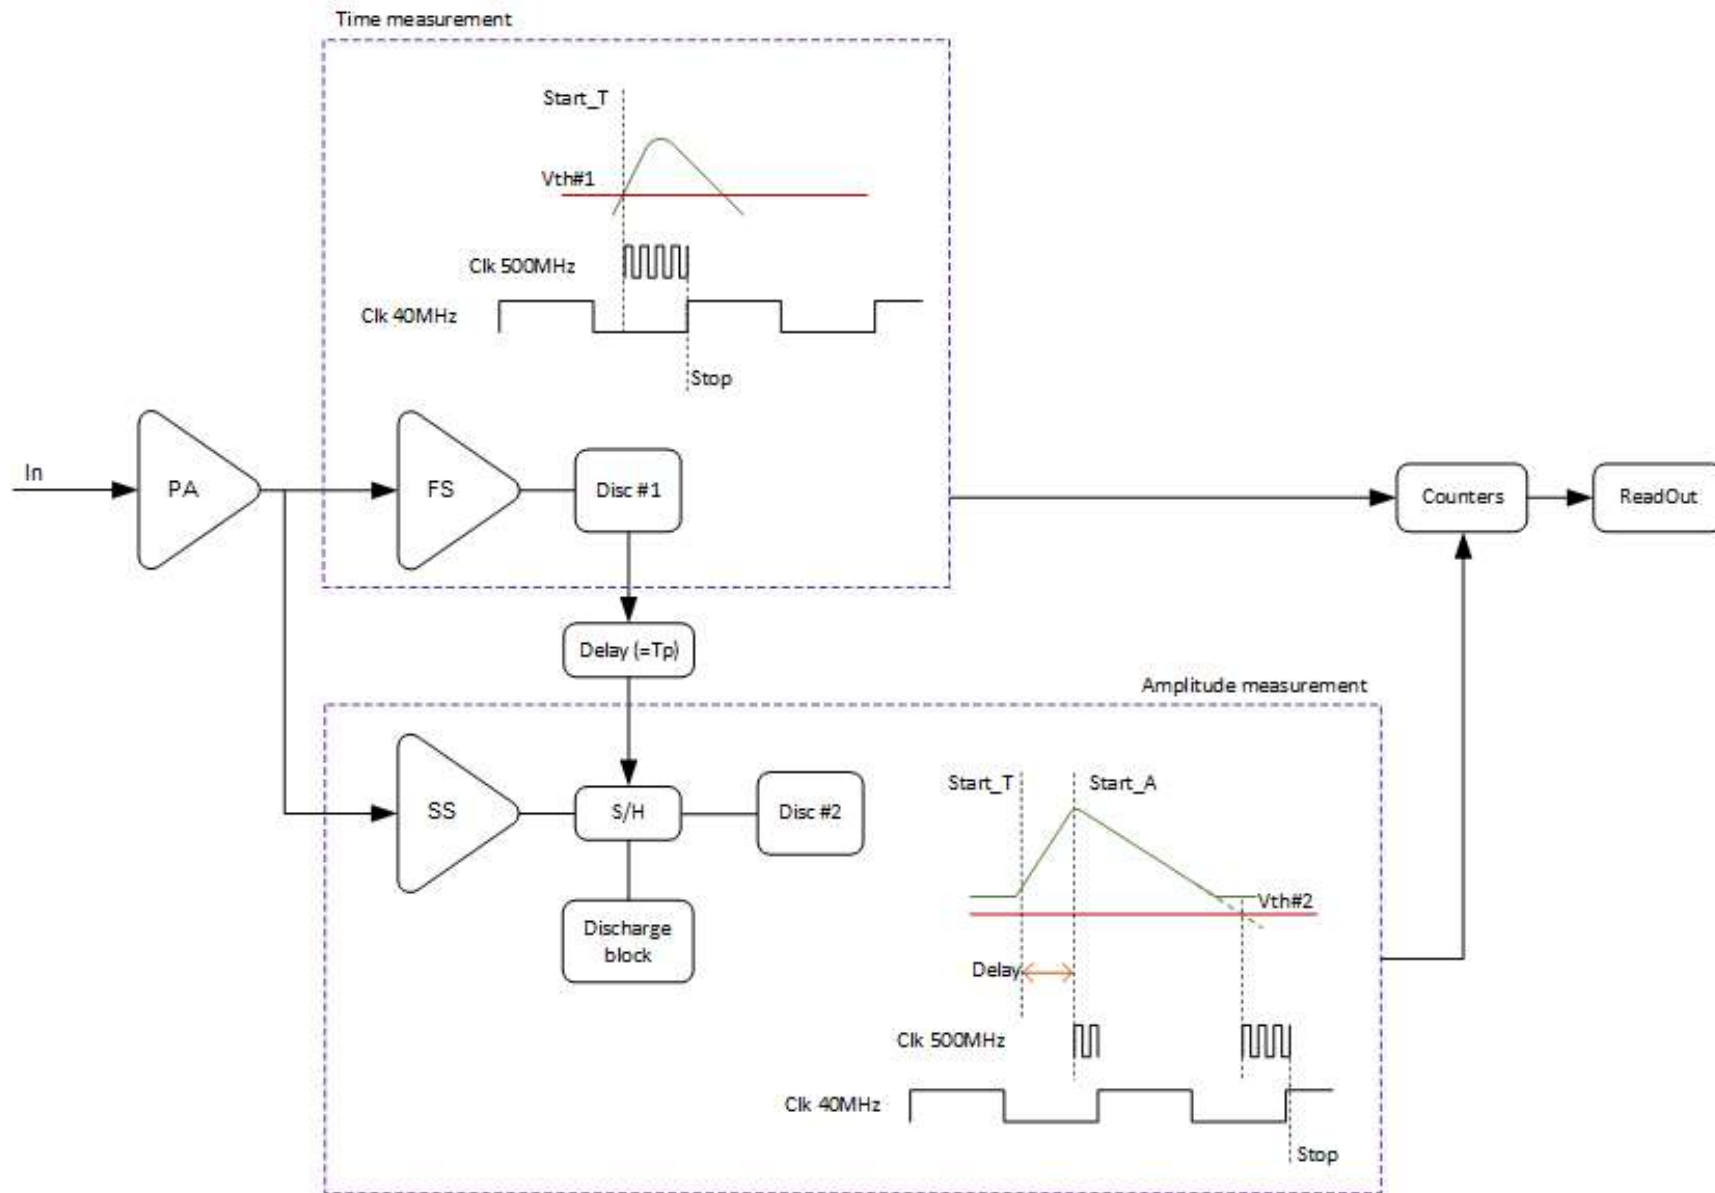 Time measurement
Start_T
Vth#1
Clk 500MHz
Clk 40MHz
Stop
In
PA
FS
Disc #1
Counters
ReadOut
Delay (=Tp)
Amplitude measurement
SS
S/H
Disc #2
Discharge
block
Start_T
Start_A
Vth#2
Delay
Clk 500MHz
Clk 40MHz
Stop